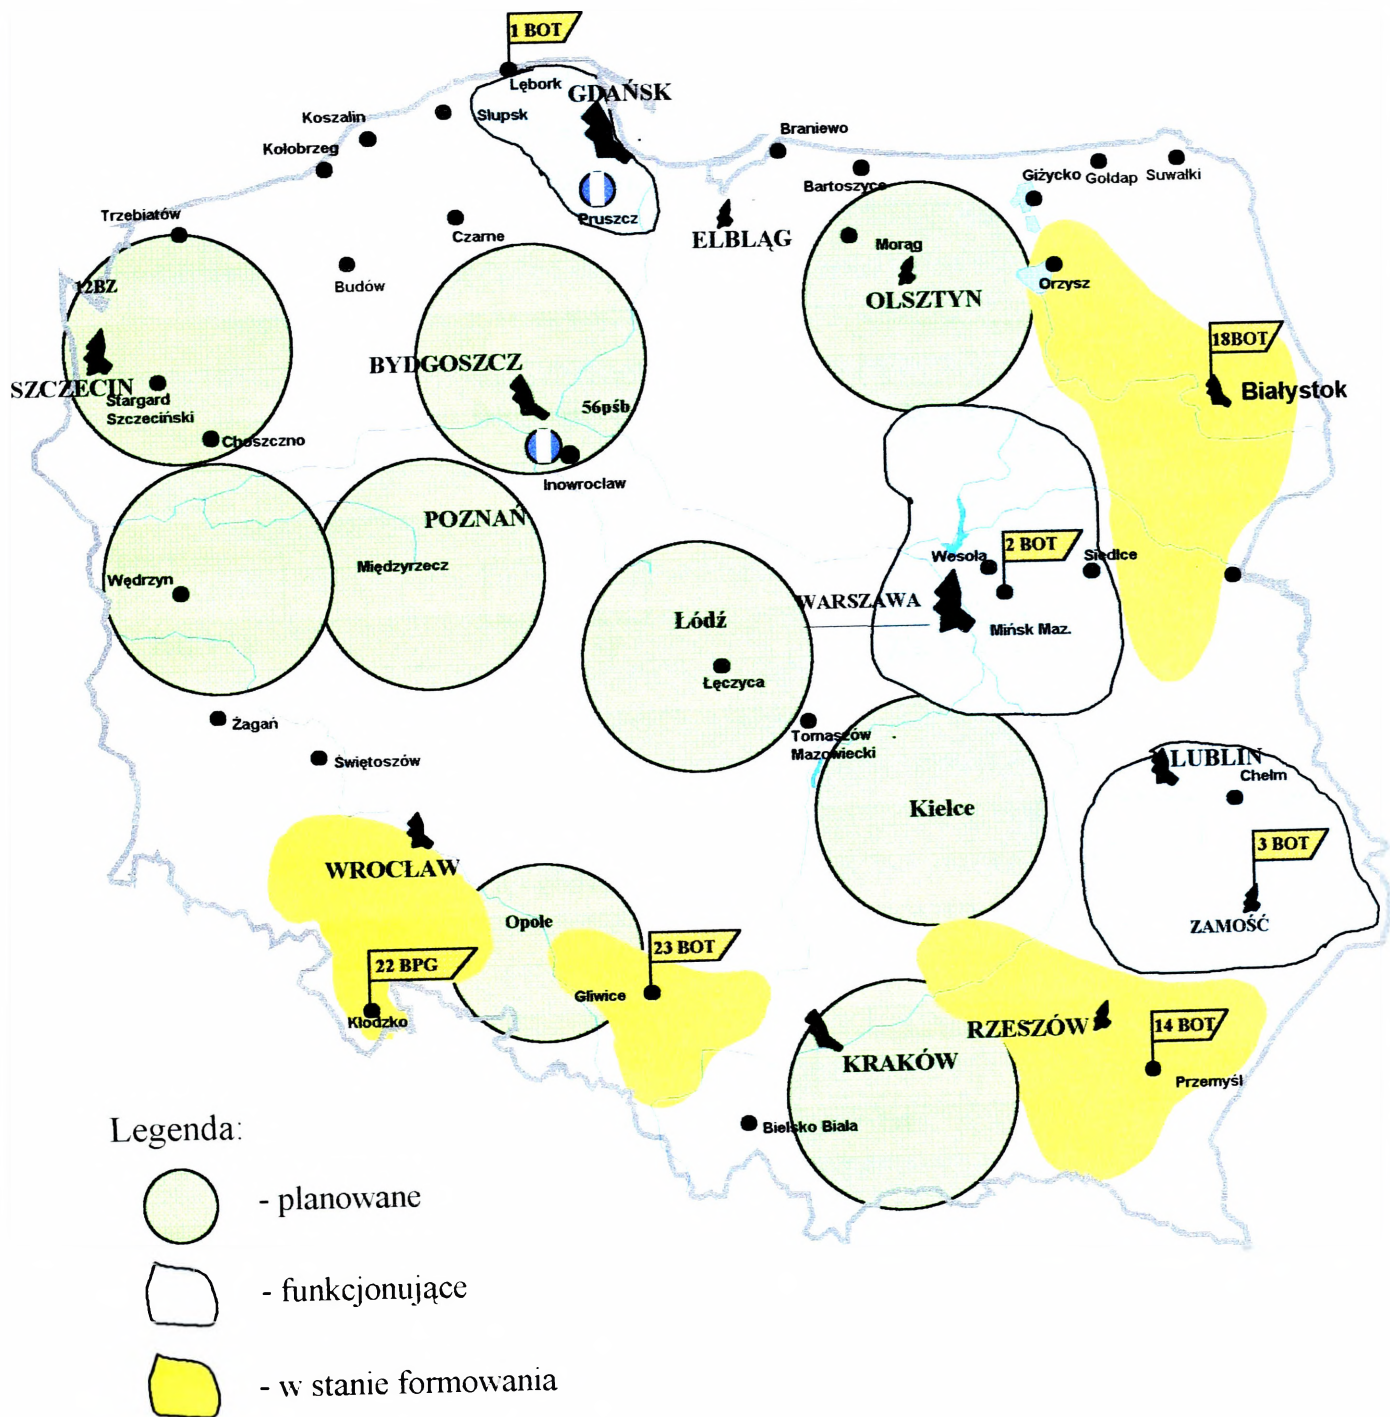 1 BOT
Lębork
GDAŃSK
Koszalin
Słupsk
Kołobrzeg
Braniewo
Bartoszyce
Giżycko
Gołdap
Suwałki
Trzebiatów
Pruszcz
Czarne
ELBLĄG
Morąg
12BZ
Budów
OLSZTYN
Orzysz
18BOT
BYDGOSZCZ
SZCZECIN
Stargard
Szczeciński
56pśb
Białystok
Choszczno
Inowrocław
POZNAŃ
2 BOT
Wesoła
Siedlce
Międzyrzecz
Wędrzyn
WARSZAWA
Łódź
Mińsk Maz.
Łęczyca
Żagań
Tomaszów
Mazowiecki
Świętoszów
LUBLIN
Chełm
Kielce
3 BOT
WROCŁAW
Opole
ZAMOŚĆ
23 BOT
22 BPG
Gliwice
Kłodzko
RZESZÓW
14 BOT
KRAKÓW
Przemyśl
Bielsko Biała
Legenda:
- planowane
- funkcjonujące
- w stanie formowania